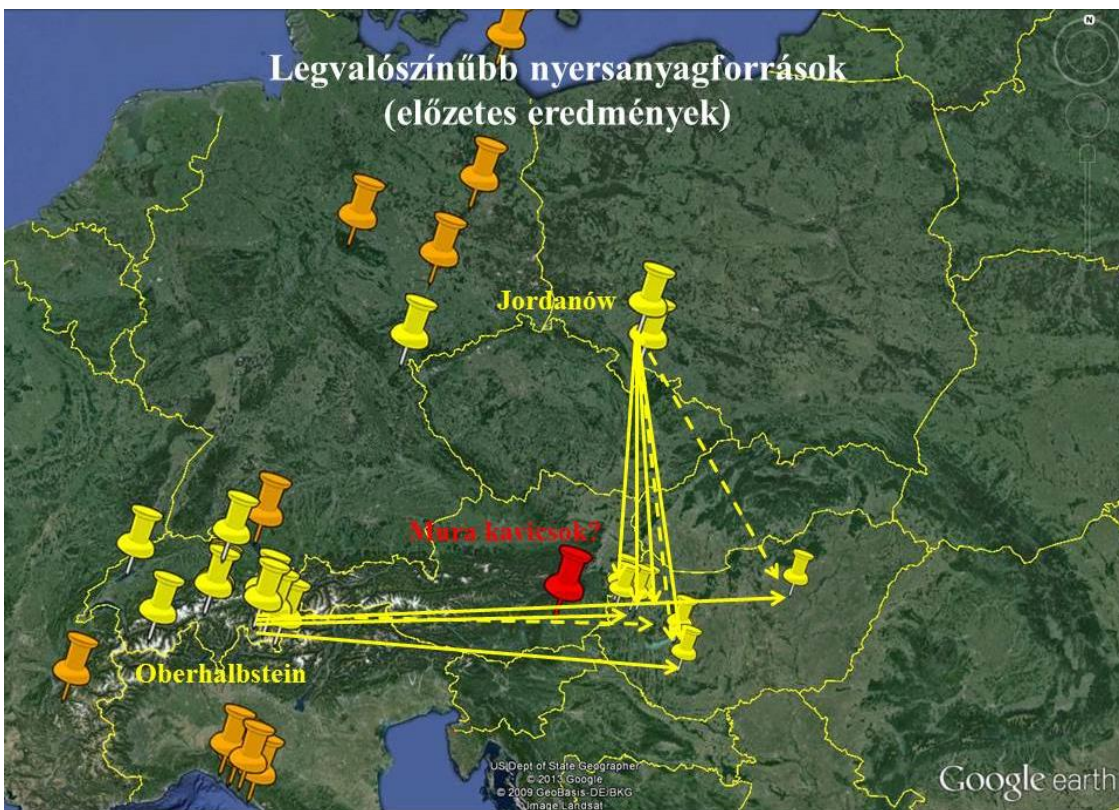 N
Legvalószínűbb nyersanyagforrások
(előzetes eredmények)
Jordanów
Mura kavicsok?
Oberhalbstein
US Dept of State Geographer
© 2013 Google
© 2009 GeoBasis-DE/BKG
Image Landsat
Google earth